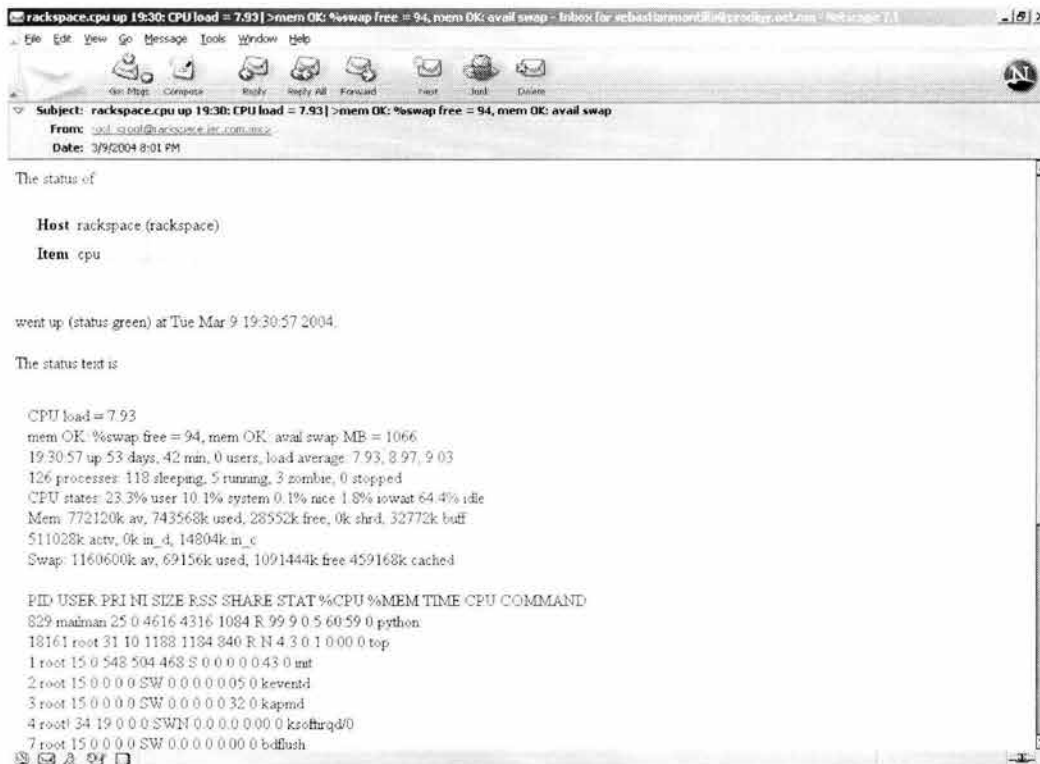 rackspace.cpu up 19:30: CPU load = 7.93| >mem OK: %swap free = 94, mem OK: avail swap - Inbox for
File Edit View Go Message Tools Window Help
Get Msgs Compose Reply Reply All Forward Next Junk Delete
N
Subject: rackspace.cpu up 19:30: CPU load = 7.93| >mem OK: %swap free = 94, mem OK: avail swap
From:
Date: 3/9/2004 8:01 PM
The status of
Host rackspace (rackspace)
Item cpu
went up (status green) at Tue Mar 9 19:30:57 2004.
The status text is
CPU load = 7.93
mem OK: %swap free = 94, mem OK: avail swap MB = 1066
19:30:57 up 53 days, 42 min, 0 users, load average: 7.93, 8.97, 9.03
126 processes: 118 sleeping, 5 running, 3 zombie, 0 stopped
CPU states: 23.3% user 10.1% system 0.1% nice 1.8% iowait 64.4% idle
Mem: 772120k av, 743568k used, 28552k free, 0k shrd, 32772k buff
511028k actv, 0k in_d, 14804k in_c
Swap: 1160600k av, 69156k used, 1091444k free 459168k cached
PID USER PRI NI SIZE RSS SHARE STAT %CPU %MEM TIME CPU COMMAND
829 mailman 25 0 4616 4316 1084 R 99.9 0.5 60:59 0 python
18161 root 31 10 1188 1184 840 R N 4.3 0.1 0:00 0 top
1 root 15 0 548 504 468 S 0.0 0.0 0:43 0 init
2 root 15 0 0 0 0 SW 0.0 0.0 0:05 0 keventd
3 root 15 0 0 0 0 SW 0.0 0.0 0:32 0 kapmd
4 root! 34 19 0 0 0 SWN 0.0 0.0 0:00 0 ksoftirqd/0
7 root 15 0 0 0 0 SW 0.0 0.0 0:00 0 bdflush